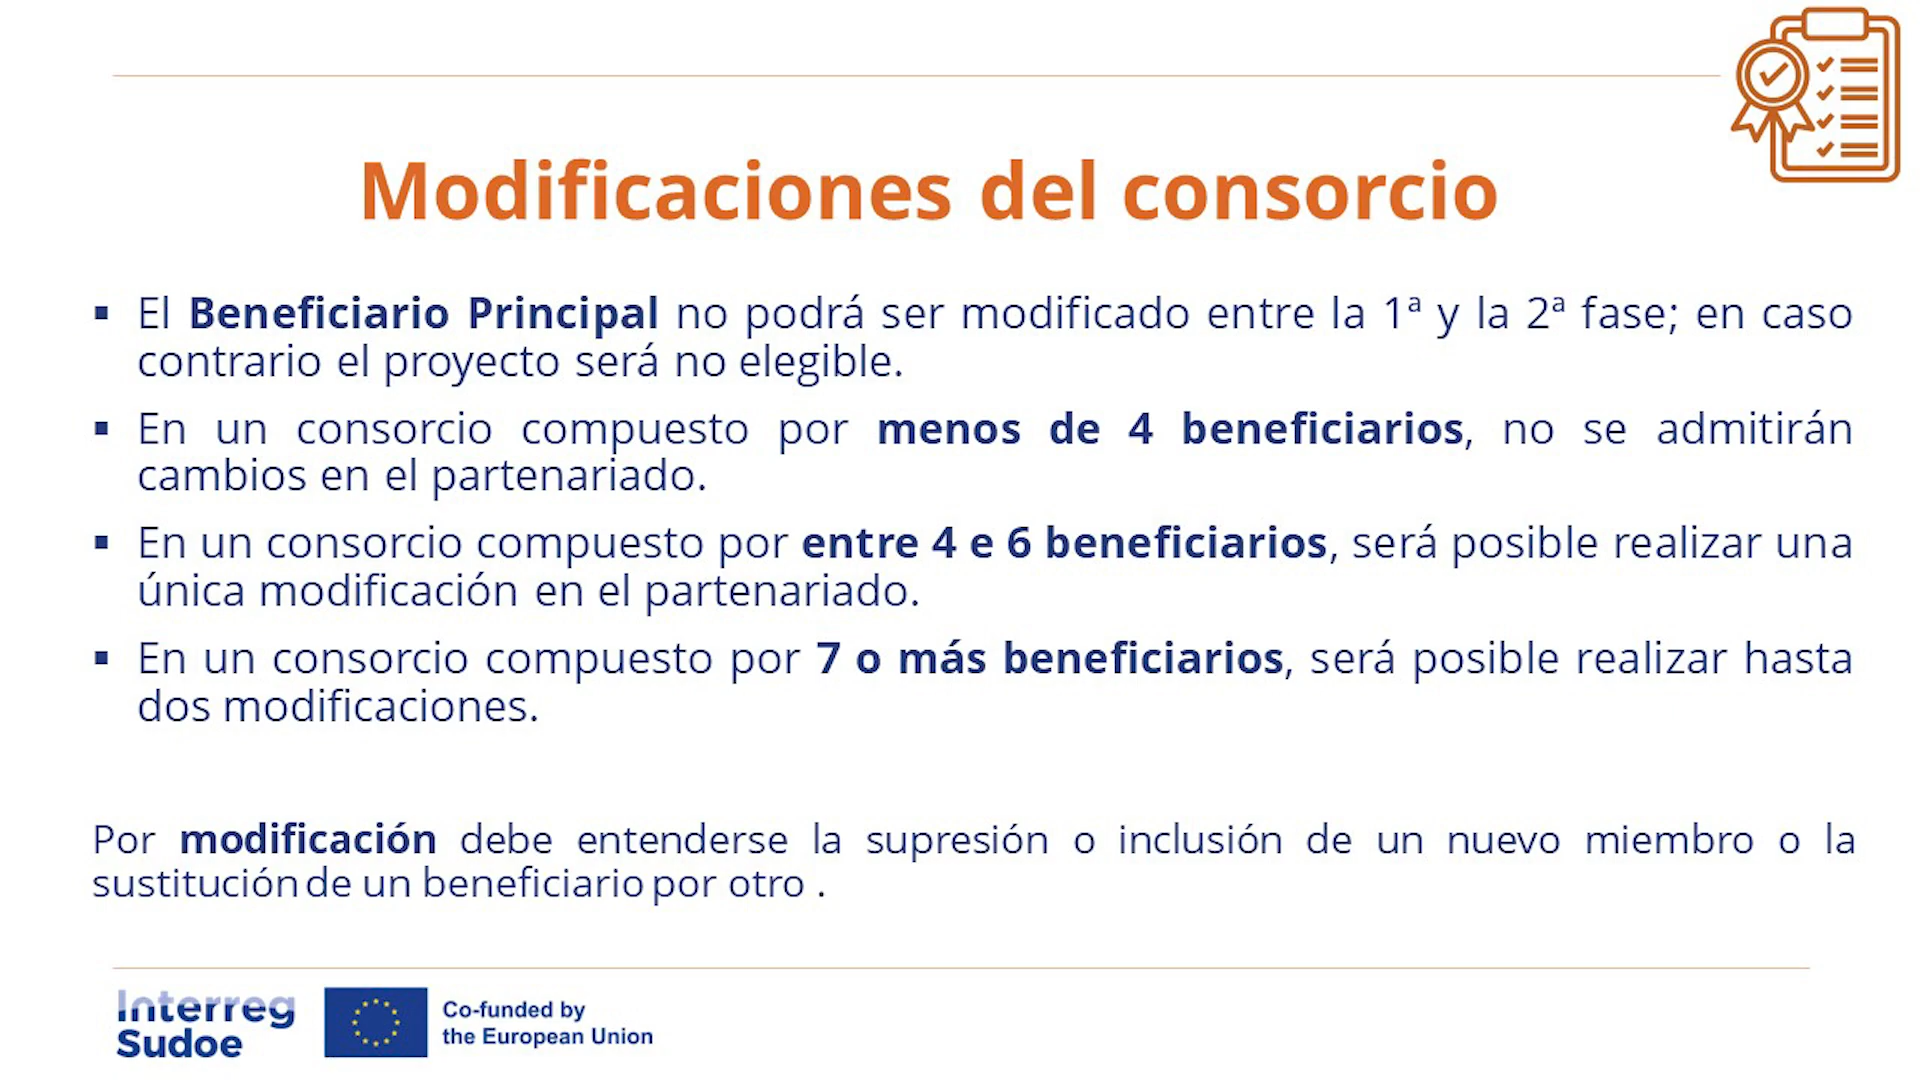 Modificaciones del consorcio
▪ El Beneficiario Principal no podrá ser modificado entre la 1ª y la 2ª fase; en caso
contrario el proyecto será no elegible.
▪ En un consorcio compuesto por menos de 4 beneficiarios, no se admitirán
cambios en el partenariado.
▪ En un consorcio compuesto por entre 4 e 6 beneficiarios, será posible realizar una
única modificación en el partenariado.
▪ En un consorcio compuesto por 7 o más beneficiarios, será posible realizar hasta
dos modificaciones.
Por modificación debe entenderse la supresión o inclusión de un nuevo miembro o la
sustitución de un beneficiario por otro .
Interreg
Sudoe
Co-funded by
the European Union